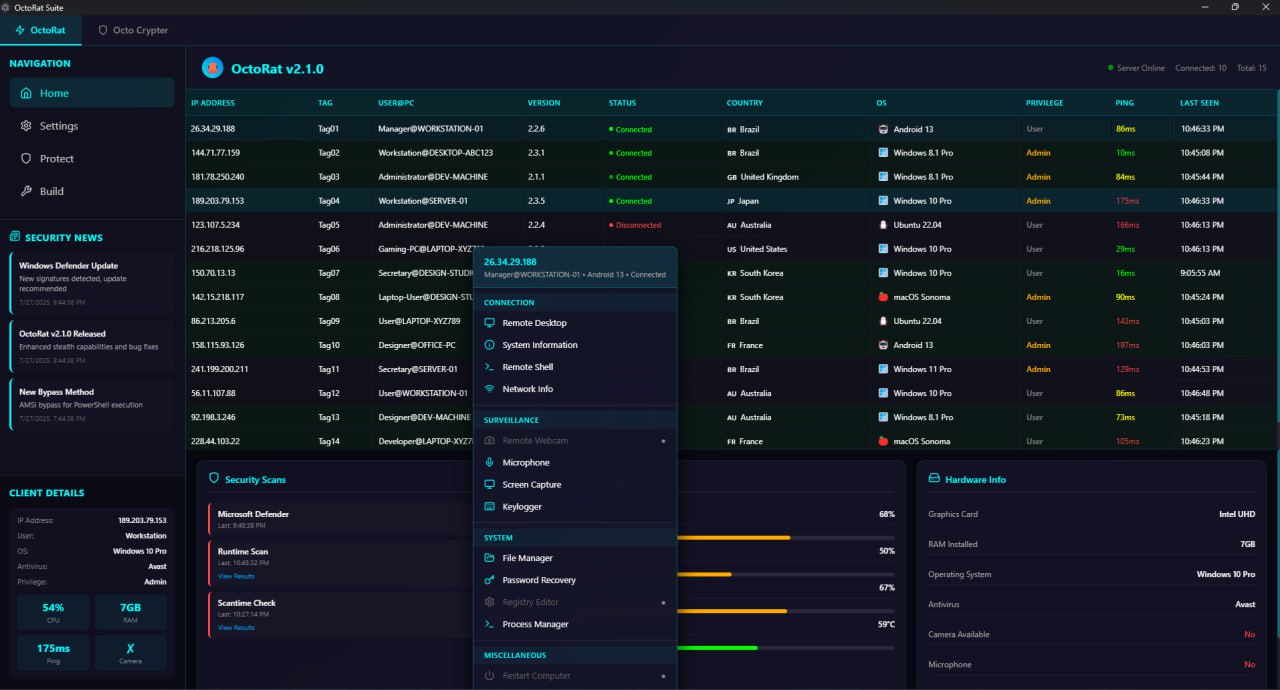 OctoRat Suite
OctoRat
Octo Crypter
NAVIGATION
Home
Settings
Protect
Build
SECURITY NEWS
Windows Defender Update
New signatures detected, update
recommended
7/27/2025, 9:44:38 PM
OctoRat v2.1.0 Released
Enhanced stealth capabilities and bug fixes
7/27/2025, 8:44:38 PM
New Bypass Method
AMSI bypass for PowerShell execution
7/27/2025, 7:44:38 PM
CLIENT DETAILS
IP Address: 189.203.79.153
User: Workstation
OS: Windows 10 Pro
Antivirus: Avast
Privilege: Admin
54% 7GB
CPU RAM
175ms X
Ping Camera
OctoRat v2.1.0
Server Online Connected: 10 Total: 15
IP ADDRESS TAG USER@PC VERSION STATUS COUNTRY OS PRIVILEGE PING LAST SEEN
26.34.29.188 Tag01 Manager@WORKSTATION-01 2.2.6 Connected BR Brazil Android 13 User 86ms 10:46:33 PM
144.71.77.159 Tag02 Workstation@DESKTOP-ABC123 2.3.1 Connected BR Brazil Windows 8.1 Pro Admin 10ms 10:45:08 PM
181.78.250.240 Tag03 Administrator@DEV-MACHINE 2.1.1 Connected GB United Kingdom Windows 8.1 Pro Admin 84ms 10:45:44 PM
189.203.79.153 Tag04 Workstation@SERVER-01 2.3.5 Connected JP Japan Windows 10 Pro Admin 175ms 10:46:33 PM
123.107.5.234 Tag05 Administrator@DEV-MACHINE 2.2.4 Disconnected AU Australia Ubuntu 22.04 User 166ms 10:46:13 PM
216.218.125.96 Tag06 Gaming-PC@LAPTOP-XYZ7 US United States Windows 10 Pro User 29ms 10:46:13 PM
150.70.13.13 Tag07 Secretary@DESIGN-STUDI KR South Korea Windows 10 Pro User 16ms 9:05:55 AM
142.15.218.117 Tag08 Laptop-User@DESIGN-STU KR South Korea macOS Sonoma Admin 90ms 10:45:24 PM
86.213.205.6 Tag09 User@LAPTOP-XYZ789 BR Brazil Ubuntu 22.04 User 143ms 10:45:03 PM
158.115.93.126 Tag10 Designer@OFFICE-PC FR France Android 13 Admin 197ms 10:46:03 PM
241.199.200.211 Tag11 Secretary@SERVER-01 BR Brazil Windows 11 Pro Admin 129ms 10:44:53 PM
56.11.107.88 Tag12 User@WORKSTATION-01 AU Australia Windows 10 Pro User 86ms 10:46:48 PM
92.198.3.246 Tag13 Designer@DEV-MACHINE AU Australia Windows 8.1 Pro User 73ms 10:45:18 PM
228.44.103.22 Tag14 Developer@LAPTOP-XYZ7 FR France macOS Sonoma User 105ms 10:46:23 PM
26.34.29.188
Manager@WORKSTATION-01 • Android 13 • Connected
CONNECTION
Remote Desktop
System Information
Remote Shell
Network Info
SURVEILLANCE
Remote Webcam
Microphone
Screen Capture
Keylogger
SYSTEM
File Manager
Password Recovery
Registry Editor
Process Manager
MISCELLANEOUS
Restart Computer
Security Scans
Microsoft Defender
Last: 9:48:38 PM
Runtime Scan
Last: 10:45:32 PM
View Results
Scantime Check
Last: 10:27:14 PM
View Results
68%
50%
67%
59°C
Hardware Info
Graphics Card Intel UHD
RAM Installed 7GB
Operating System Windows 10 Pro
Antivirus Avast
Camera Available No
Microphone No